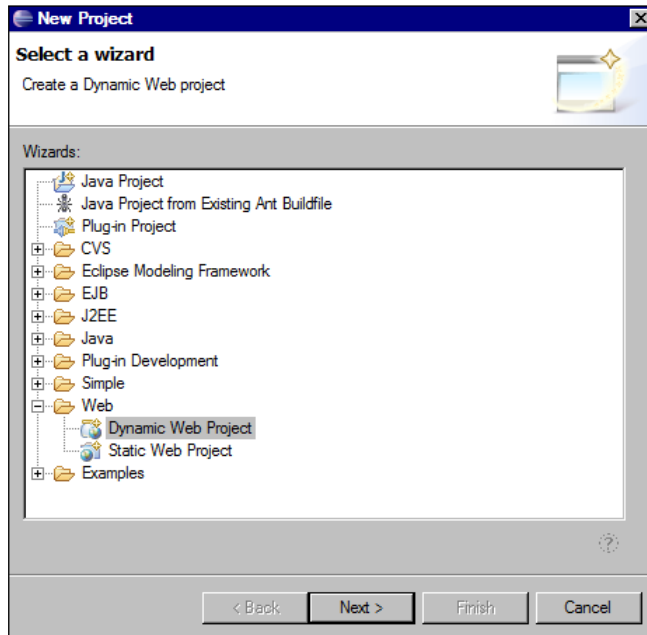 New Project
Select a wizard
Create a Dynamic Web project
Wizards:
Java Project
Java Project from Existing Ant Buildfile
Plug-in Project
CVS
Eclipse Modeling Framework
EJB
J2EE
Java
Plug-in Development
Simple
Web
Dynamic Web Project
Static Web Project
Examples
?
< Back Next > Finish Cancel